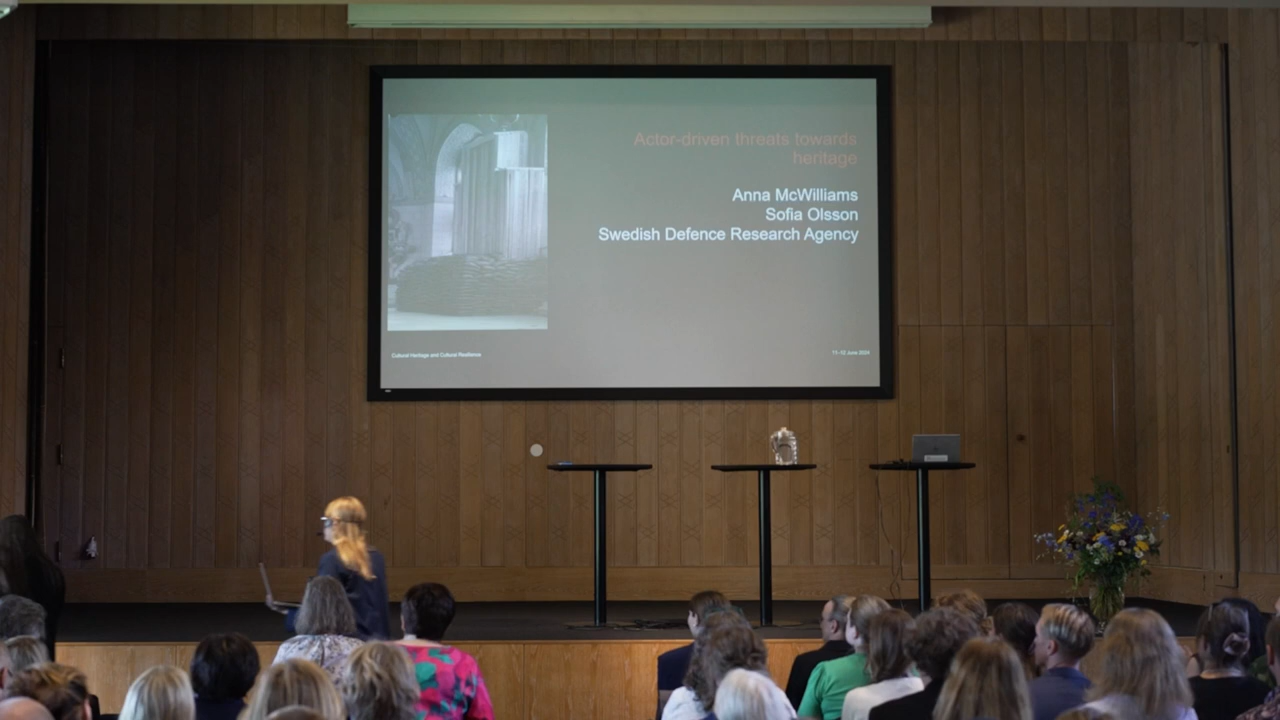 Actor-driven threats towards
heritage
Anna McWilliams
Sofia Olsson
Swedish Defence Research Agency
Cultural Heritage and Cultural Resilience
11-12 June 2024